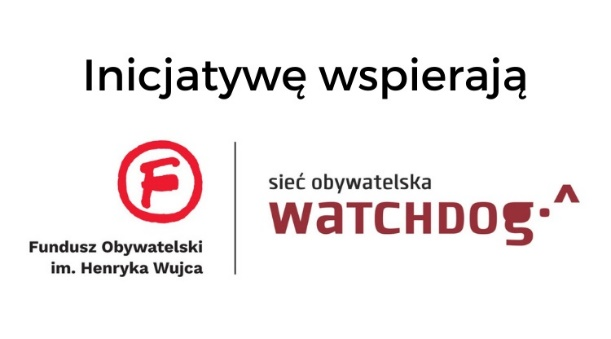 Inicjatywę wspierają
F
Fundusz Obywatelski
im. Henryka Wujca
sieć obywatelska
WaTCHDOg.^